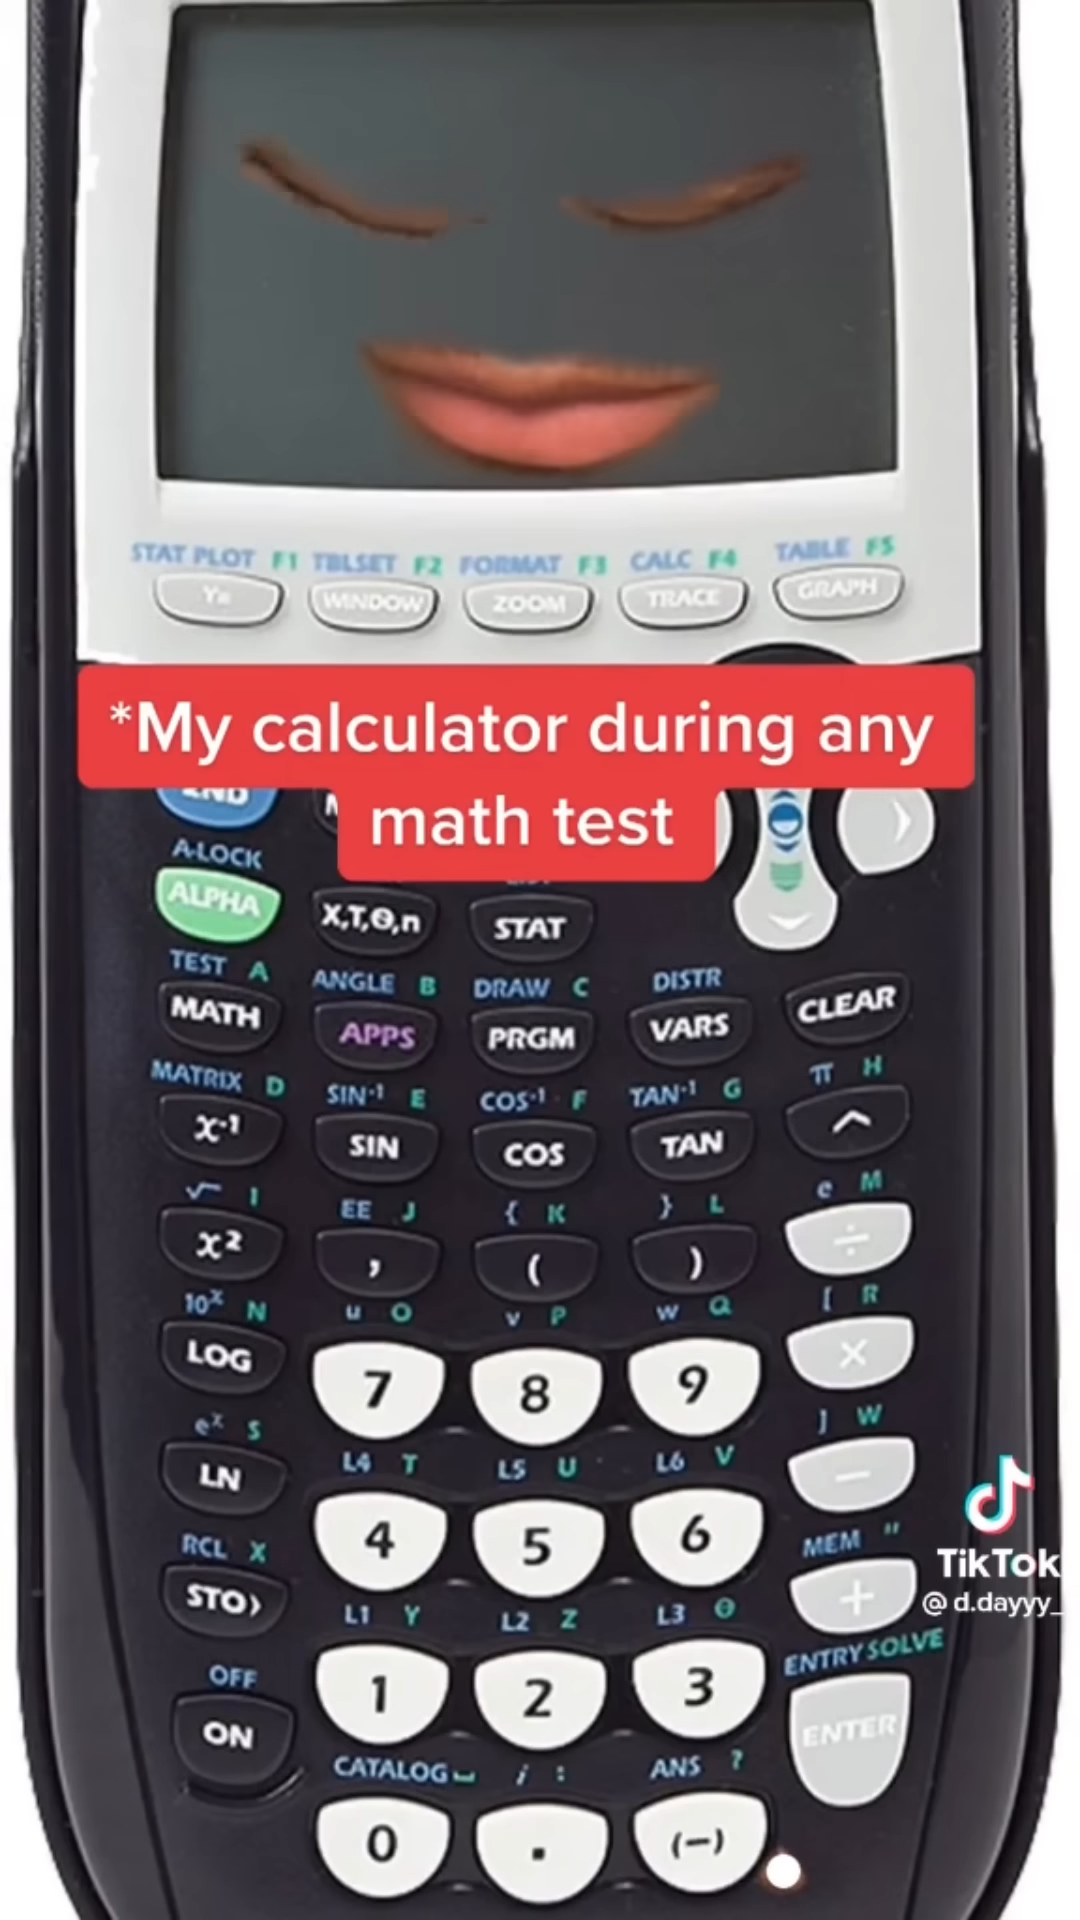 STAT PLOT F1 TBLSET F2 FORMAT F3 CALC F4 TABLE F5
Y= WINDOW ZOOM TRACE GRAPH
*My calculator during any
math test
2ND
A-LOCK
ALPHA X,T,Θ,n STAT
TEST A ANGLE B DRAW C DISTR
MATH APPS PRGM VARS CLEAR
MATRIX D SIN⁻¹ E COS⁻¹ F TAN⁻¹ G π H
x⁻¹ SIN COS TAN ^
√ I EE J { K } L e M
x² , ( ) ÷
10ˣ N u O v P w Q [ R
LOG 7 8 9 ×
eˣ S L4 T L5 U L6 V ] W
LN 4 5 6 −
RCL X L1 Y L2 Z L3 Θ MEM "
STO› 1 2 3 +
TikTok
@d.dayyy_
OFF CATALOG ⎵ i : ANS ? ENTRY SOLVE
ON 0 . (−) ENTER